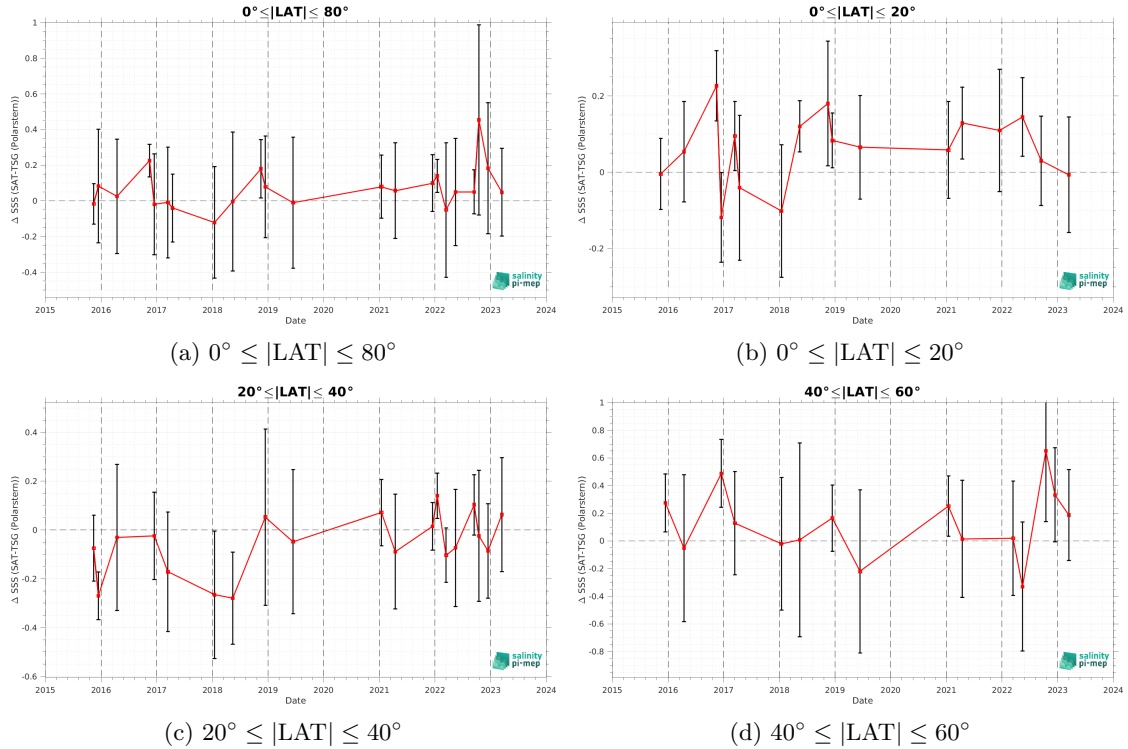 0°≤|LAT|≤ 80°
Δ SSS (SAT-TSG (Polarstern))
1
0.8
0.6
0.4
0.2
0
-0.2
-0.4
2015 2016 2017 2018 2019 2020 2021 2022 2023 2024
Date
salinity
pi-mep
(a) 0° ≤ |LAT| ≤ 80°
0°≤|LAT|≤ 20°
Δ SSS (SAT-TSG (Polarstern))
0.2
0
-0.2
2015 2016 2017 2018 2019 2020 2021 2022 2023 2024
Date
salinity
pi-mep
(b) 0° ≤ |LAT| ≤ 20°
20°≤|LAT|≤ 40°
Δ SSS (SAT-TSG (Polarstern))
0.4
0.2
0
-0.2
-0.4
-0.6
2015 2016 2017 2018 2019 2020 2021 2022 2023 2024
Date
salinity
pi-mep
(c) 20° ≤ |LAT| ≤ 40°
40°≤|LAT|≤ 60°
Δ SSS (SAT-TSG (Polarstern))
1
0.8
0.6
0.4
0.2
0
-0.2
-0.4
-0.6
-0.8
2015 2016 2017 2018 2019 2020 2021 2022 2023 2024
Date
salinity
pi-mep
(d) 40° ≤ |LAT| ≤ 60°